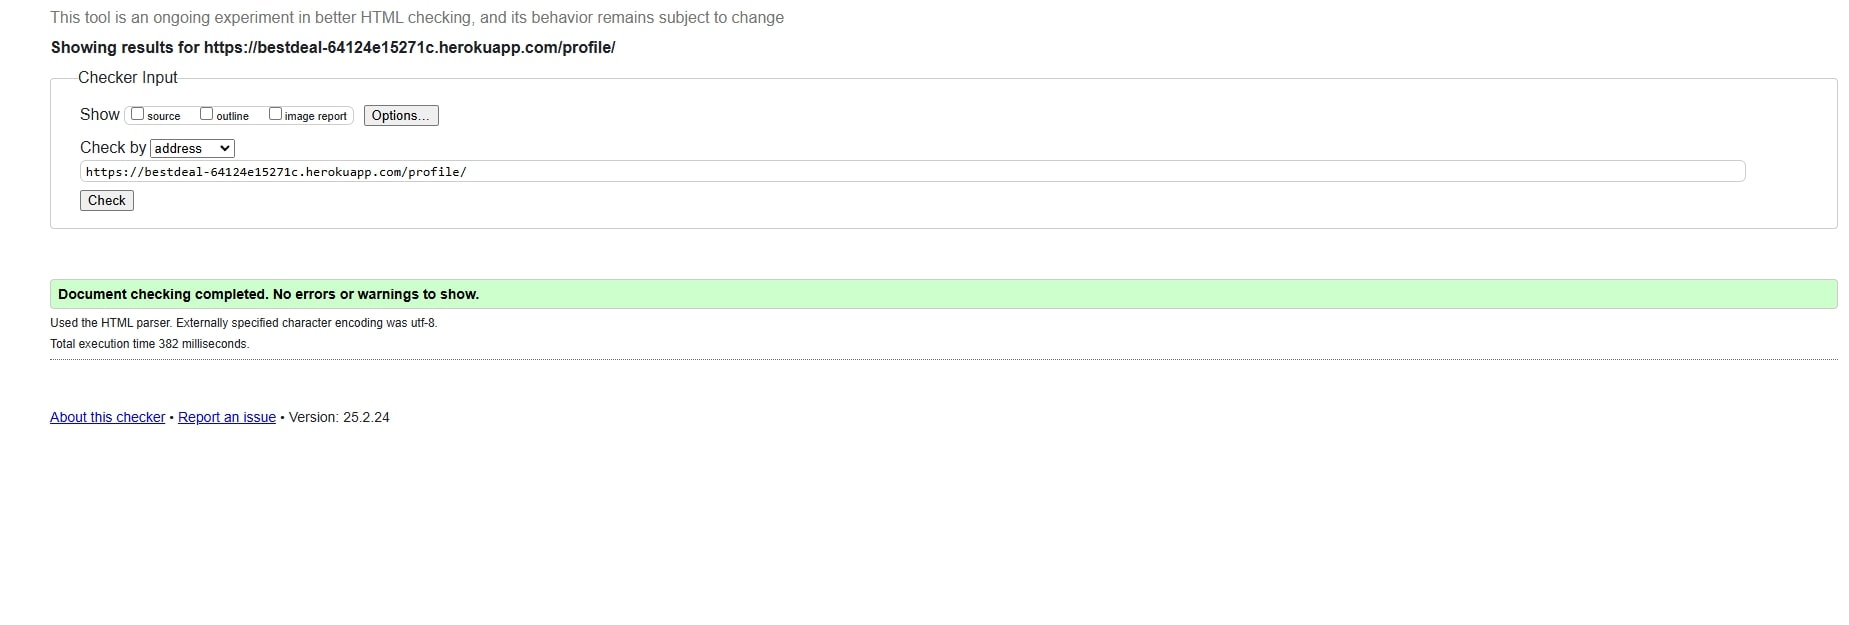 This tool is an ongoing experiment in better HTML checking, and its behavior remains subject to change
Showing results for https://bestdeal-64124e15271c.herokuapp.com/profile/
Checker Input
Show source outline image report Options...
Check by address
https://bestdeal-64124e15271c.herokuapp.com/profile/
Check
Document checking completed. No errors or warnings to show.
Used the HTML parser. Externally specified character encoding was utf-8.
Total execution time 382 milliseconds.
About this checker • Report an issue • Version: 25.2.24